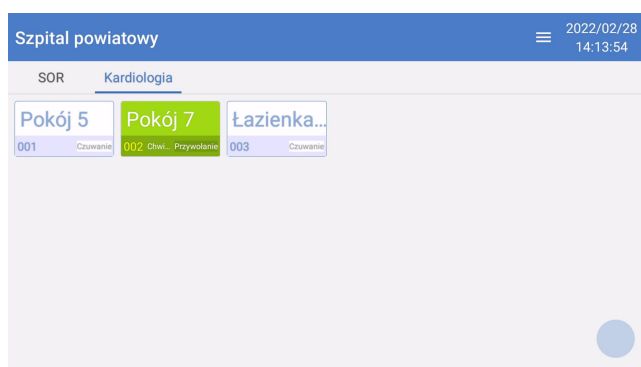 Szpital powiatowy
2022/02/28
14:13:54
SOR Kardiologia
Pokój 5 Pokój 7 Łazienka...
001 Czuwanie 002 Chwi... Przywołanie 003 Czuwanie